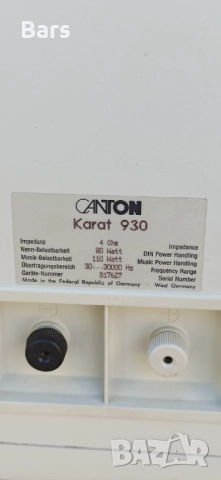 Bars
CANTON
Karat 930
Impedanz 4 Ohm Impedance
Nenn-Belastbarkeit 80 Watt DIN Power Handling
Musik-Belastbarkeit 110 Watt Music Power Handling
Übertragungsbereich 30...30000 Hz Frequency Range
Geräte-Nummer 817627 Serial Number
Made in the Federal Republic of Germany - West Germany
- +
bazar
БАЗАР